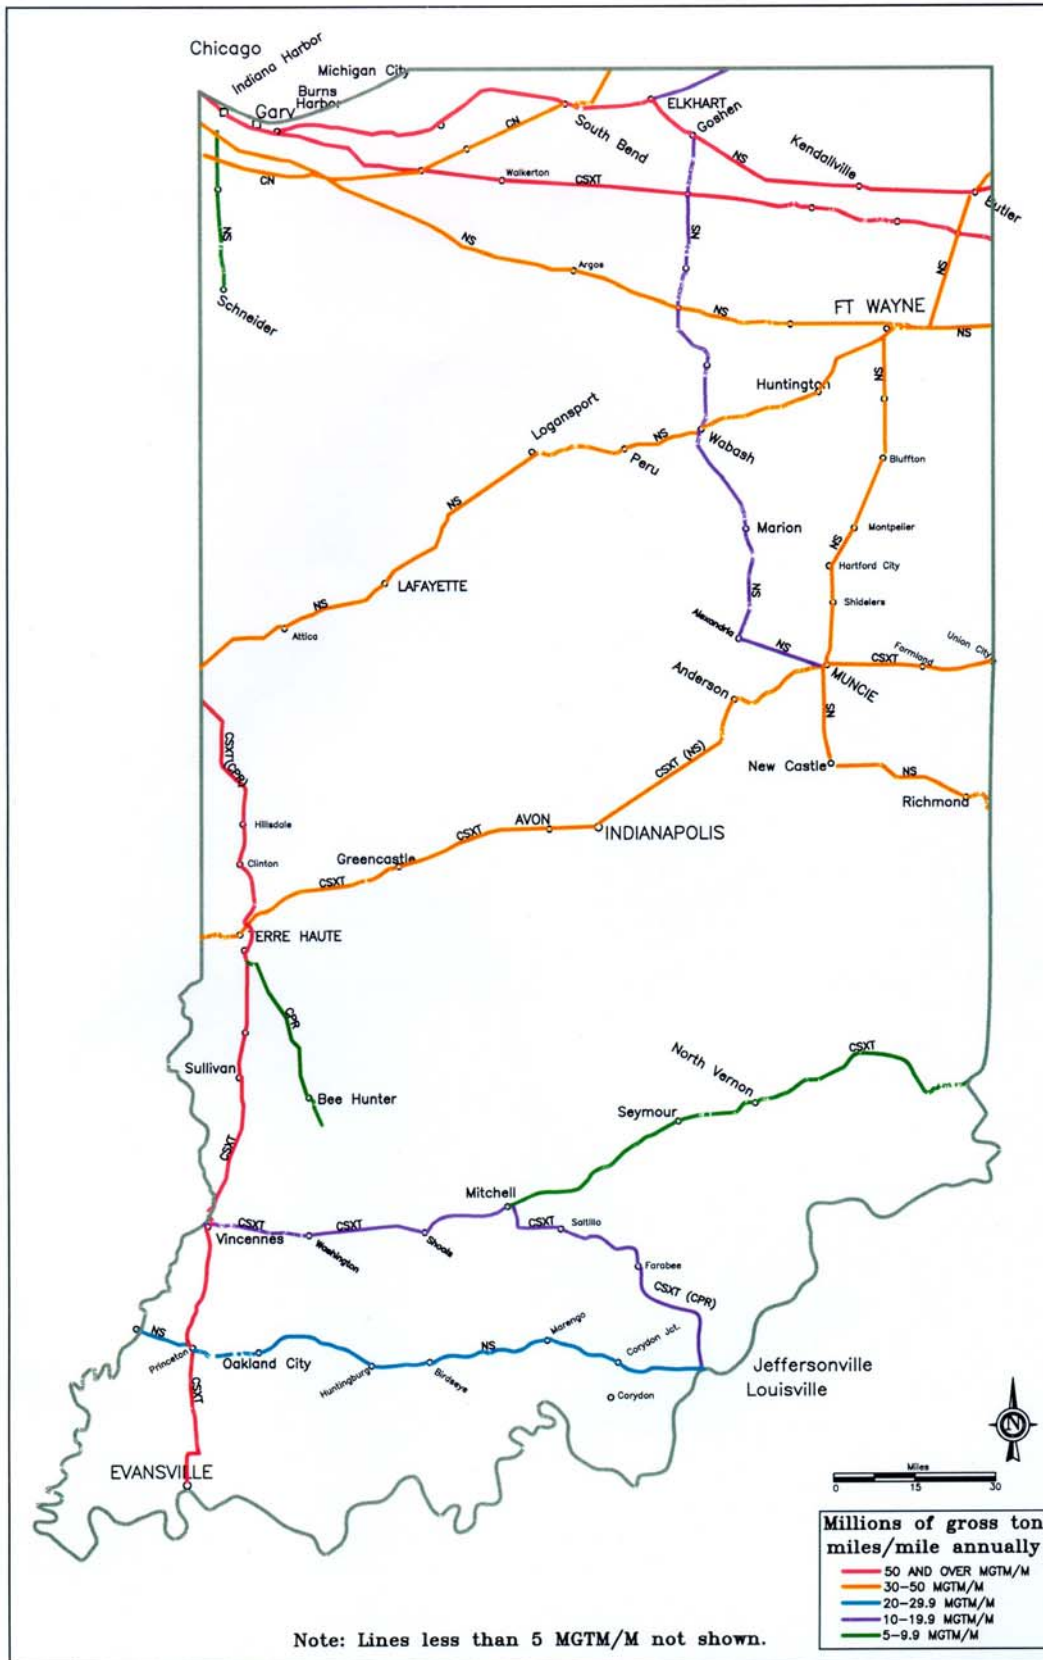 Chicago
Indiana Harbor
Michigan City
Burns
Harbor
Gary
ELKHART
South Bend
Goshen
CN
NS
Kendallville
Walkerton
CSXT
Butler
CN
NS
NS
NS
NS
Argos
Schneider
NS
FT WAYNE
NS
NS
Huntington
Logansport
NS
Wabash
Peru
Bluffton
NS
Marion
Montpelier
NS
Hartford City
LAFAYETTE
NS
Shidelers
NS
Attica
Alexandria
NS
Union City
CSXT
Farmland
MUNCIE
Anderson
NS
CSXT(CPR)
CSXT (NS)
New Castle
NS
Richmond
Hillsdale
AVON
CSXT
INDIANAPOLIS
Clinton
Greencastle
CSXT
TERRE HAUTE
CPR
Sullivan
Bee Hunter
CSXT
North Vernon
Seymour
CSXT
Mitchell
CSXT
CSXT
CSXT
Saltillo
Vincennes
Washington
Shoals
Farabee
CSXT (CPR)
NS
Princeton
Oakland City
NS
Marengo
Corydon Jct.
Huntingburg
Birdseye
Jeffersonville
Louisville
CSXT
Corydon
N
EVANSVILLE
Miles
0 15 30
Millions of gross ton
miles/mile annually
50 AND OVER MGTM/M
30-50 MGTM/M
20-29.9 MGTM/M
10-19.9 MGTM/M
5-9.9 MGTM/M
Note: Lines less than 5 MGTM/M not shown.